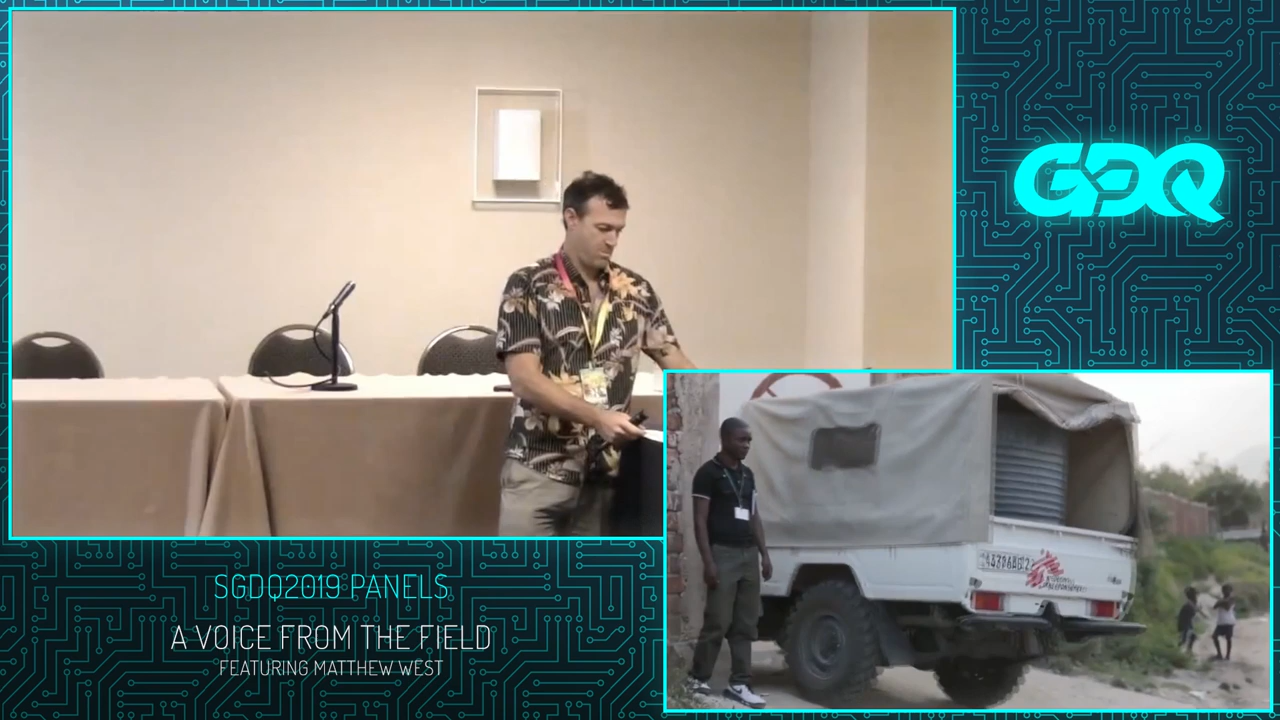 GDQ
SGDQ2019 PANELS
A VOICE FROM THE FIELD
FEATURING MATTHEW WEST